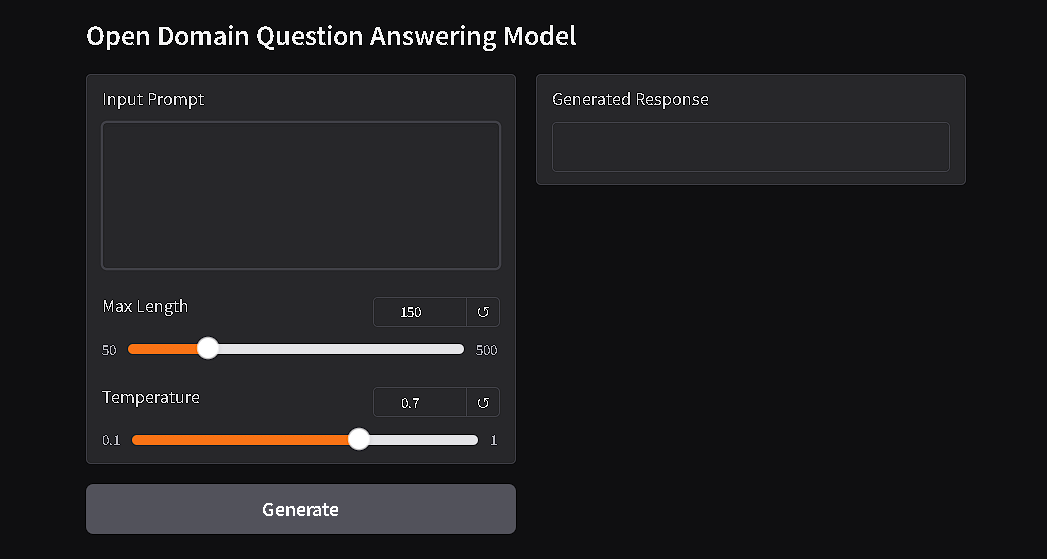 Open Domain Question Answering Model
Input Prompt
Generated Response
Max Length
150
↺
50
500
Temperature
0.7
↺
0.1
1
Generate